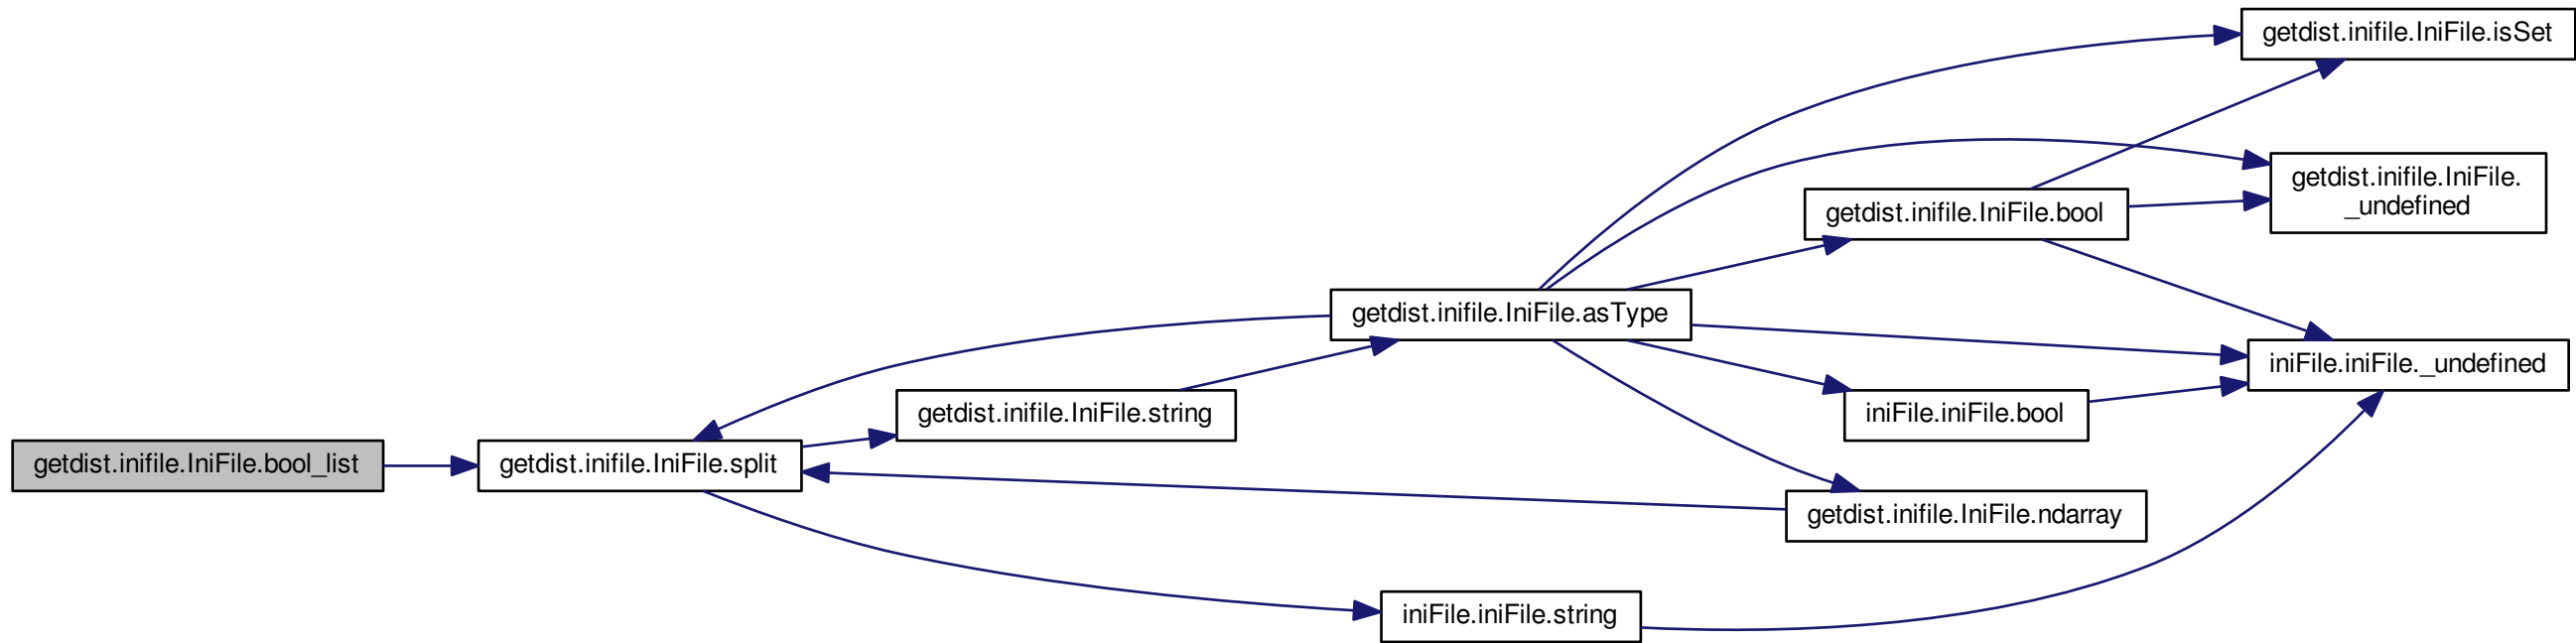 getdist.inifile.IniFile.isSet
getdist.inifile.IniFile.
_undefined
getdist.inifile.IniFile.bool
getdist.inifile.IniFile.asType
iniFile.iniFile._undefined
getdist.inifile.IniFile.string
iniFile.iniFile.bool
getdist.inifile.IniFile.bool_list
getdist.inifile.IniFile.split
getdist.inifile.IniFile.ndarray
iniFile.iniFile.string